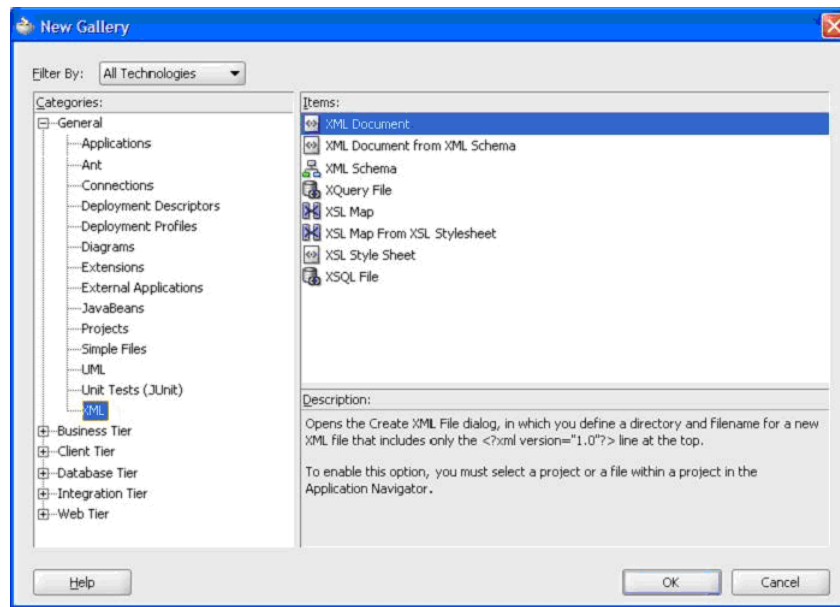 New Gallery
Filter By: All Technologies
Categories:
General
Applications
Ant
Connections
Deployment Descriptors
Deployment Profiles
Diagrams
Extensions
External Applications
JavaBeans
Projects
Simple Files
UML
Unit Tests (JUnit)
XML
Business Tier
Client Tier
Database Tier
Integration Tier
Web Tier
Items:
XML Document
XML Document from XML Schema
XML Schema
XQuery File
XSL Map
XSL Map From XSL Stylesheet
XSL Style Sheet
XSQL File
Description:
Opens the Create XML File dialog, in which you define a directory and filename for a new
XML file that includes only the <?xml version="1.0"?> line at the top.
To enable this option, you must select a project or a file within a project in the
Application Navigator.
Help
OK
Cancel